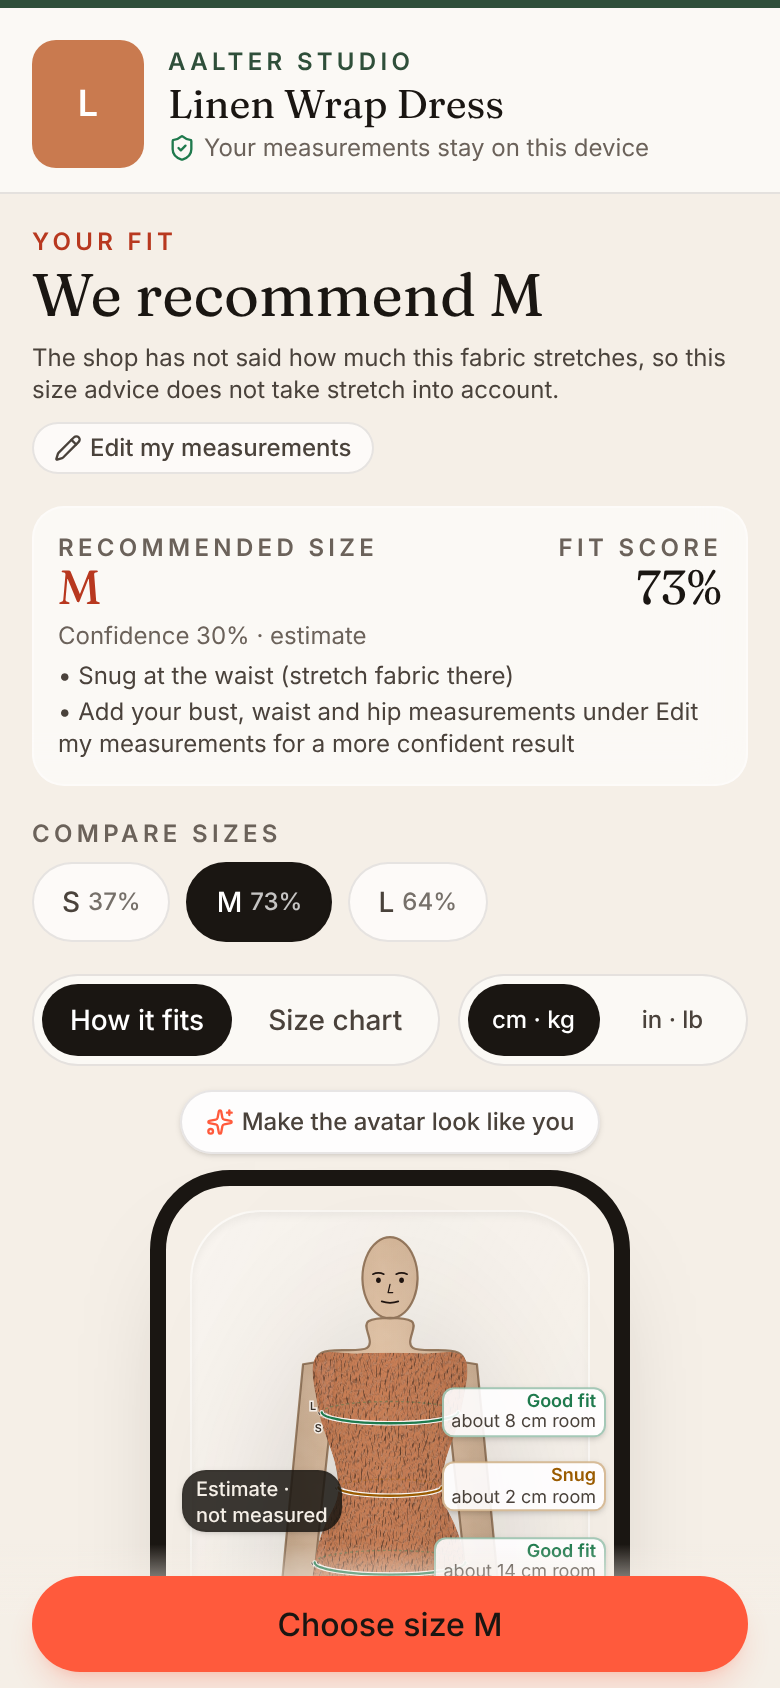 L
AALTER STUDIO
Linen Wrap Dress
Your measurements stay on this device
YOUR FIT
We recommend M
The shop has not said how much this fabric stretches, so this
size advice does not take stretch into account.
Edit my measurements
RECOMMENDED SIZE
M
FIT SCORE
73%
Confidence 30% · estimate
• Snug at the waist (stretch fabric there)
• Add your bust, waist and hip measurements under Edit
my measurements for a more confident result
COMPARE SIZES
S 37%
M 73%
L 64%
How it fits
Size chart
cm · kg
in · lb
Make the avatar look like you
L
S
Good fit
about 8 cm room
Snug
about 2 cm room
Estimate ·
not measured
Good fit
about 14 cm room
Choose size M